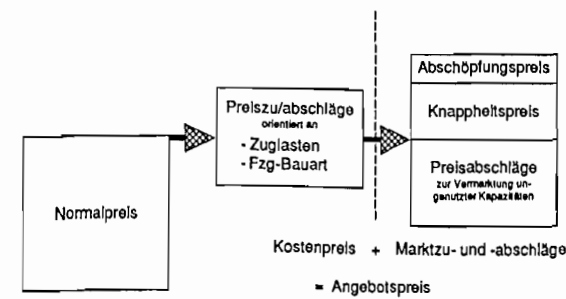 Normalpreis
Preiszu/abschläge
orientiert an
- Zuglasten
- Fzg-Bauart
Abschöpfungspreis
Knappheitspreis
Preisabschläge
zur Vermarktung un-
genutzter Kapazitäten
Kostenpreis + Marktzu- und -abschläge
= Angebotspreis